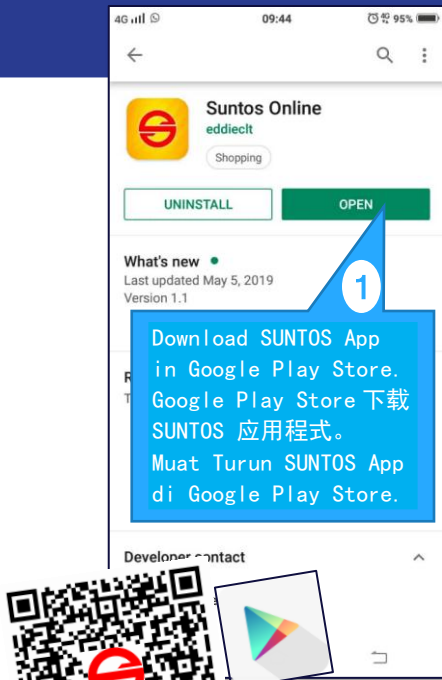 4G
09:44
95%
Suntos Online
eddieclt
Shopping
UNINSTALL
OPEN
What's new
Last updated May 5, 2019
Version 1.1
1
Download SUNTOS App
in Google Play Store.
Google Play Store 下载
SUNTOS 应用程式。
Muat Turun SUNTOS App
di Google Play Store.
Developer contact